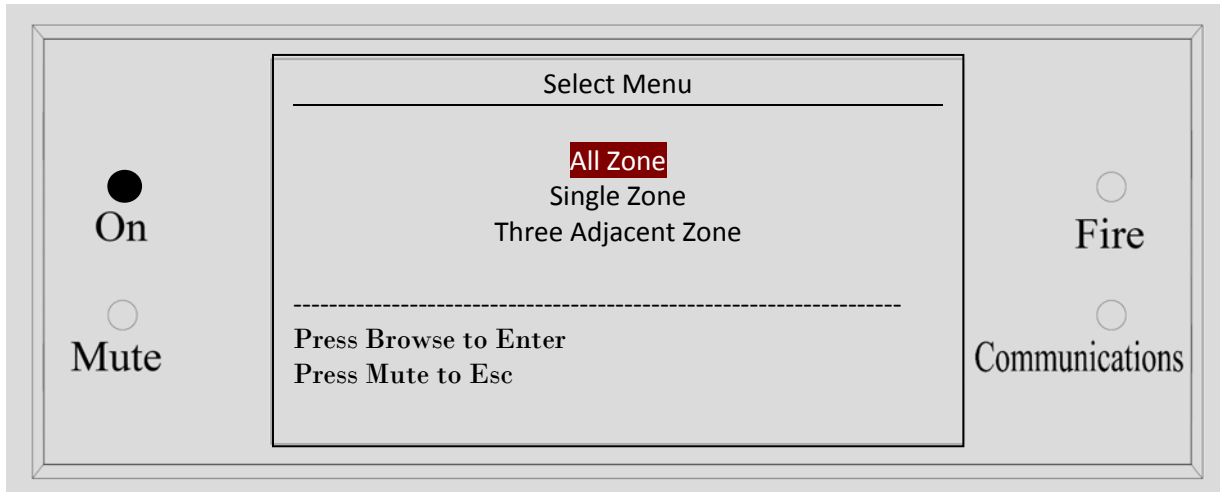 Select Menu
All Zone
Single Zone
Three Adjacent Zone
--------------------------------------------------------------------
Press Browse to Enter
Press Mute to Esc
On
Mute
Fire
Communications